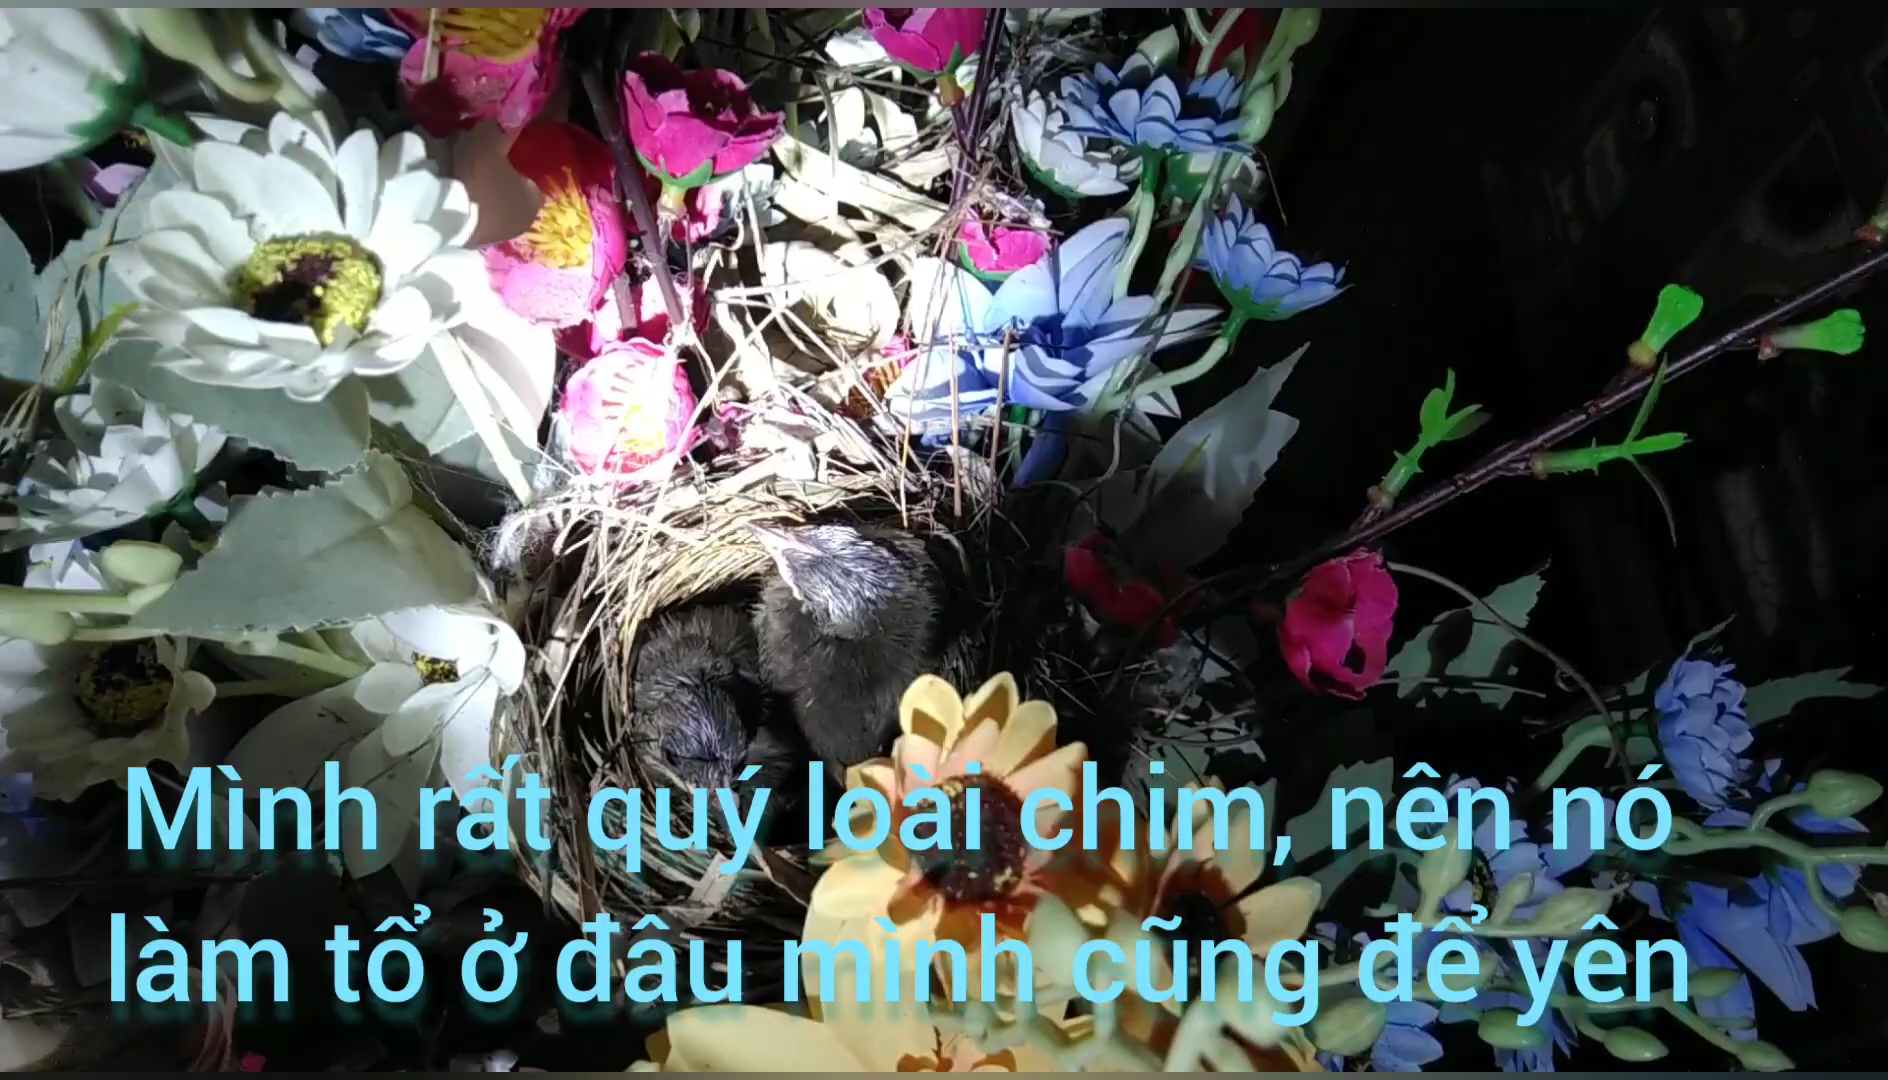 Mình rất quý loài chim, nên nó
làm tổ ở đâu mình cũng để yên